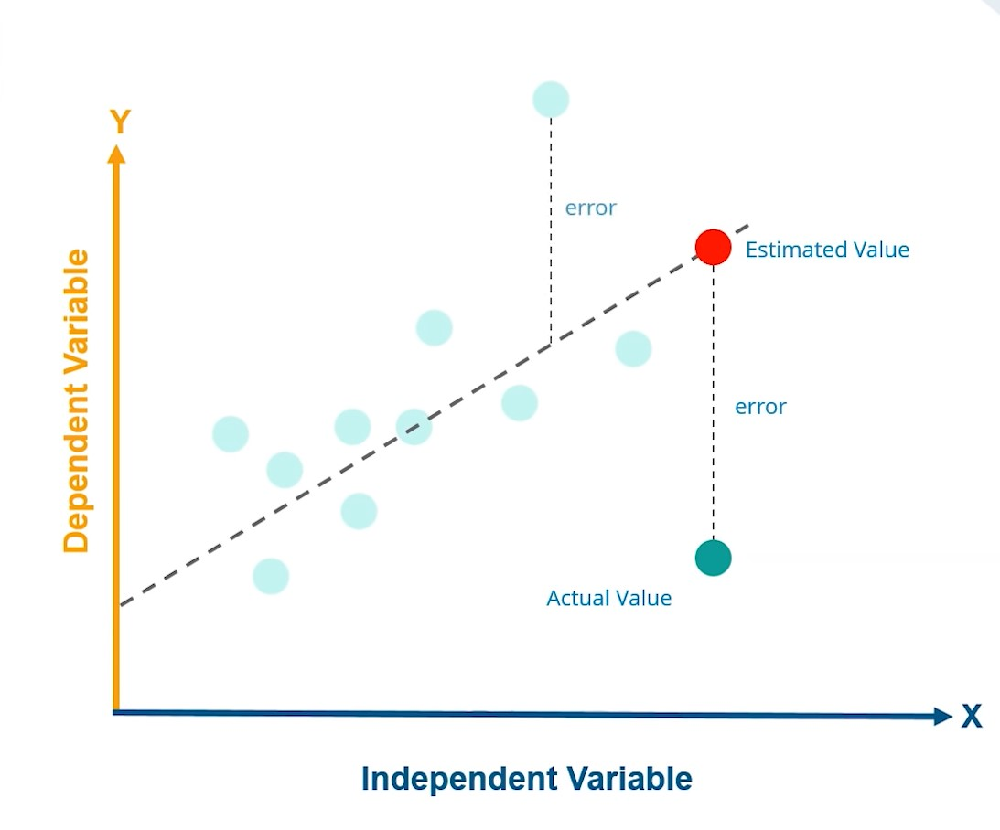 Y
error
Estimated Value
Dependent Variable
error
Actual Value
X
Independent Variable